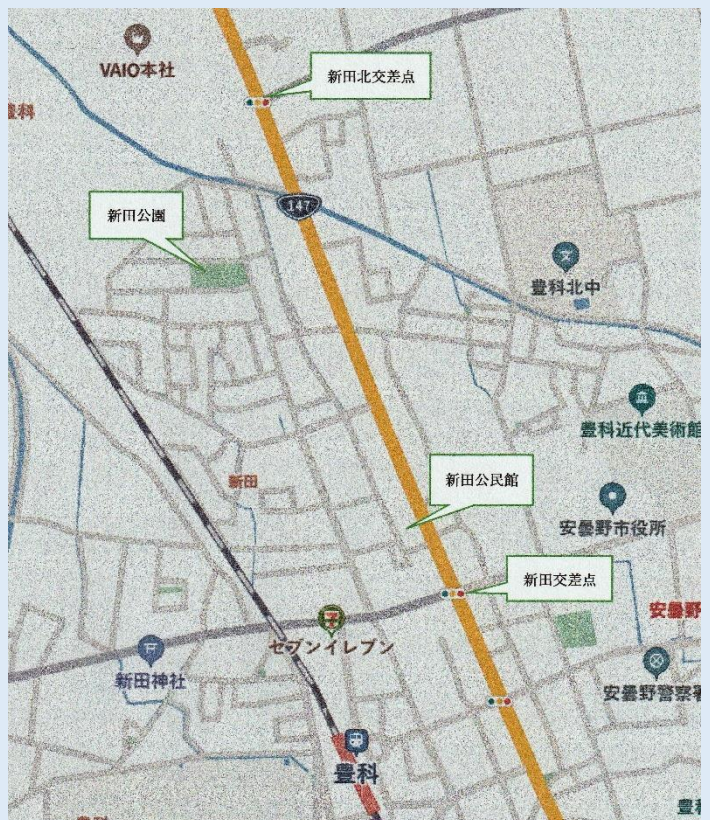 VAIO本社
新田北交差点
豊科
147
新田公園
豊科北中
豊科近代美術館
新田
新田公民館
安曇野市役所
新田交差点
安曇野
セブンイレブン
新田神社
安曇野警察署
豊科